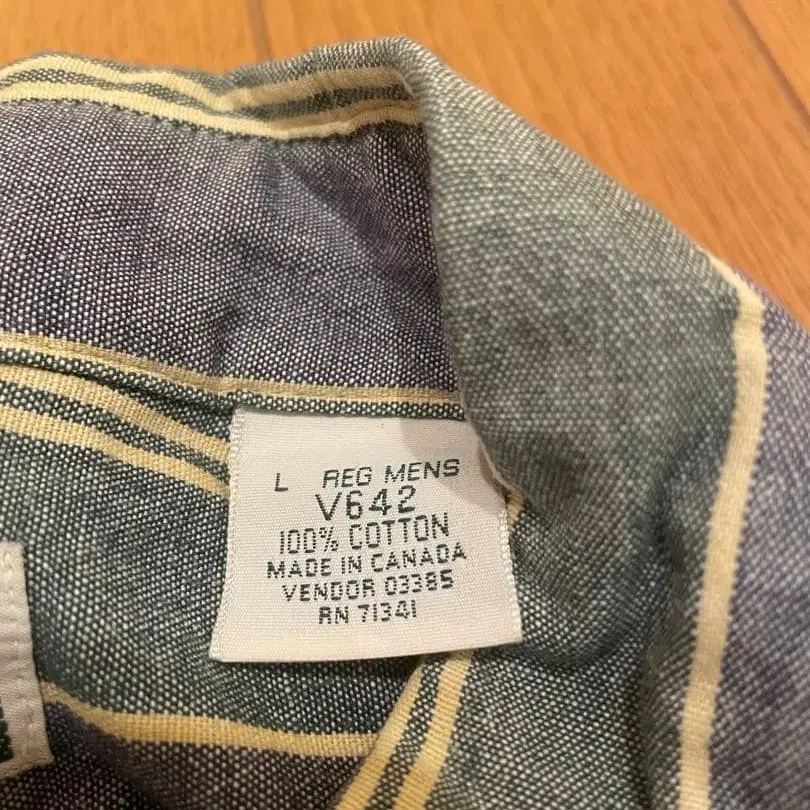 L REG MENS
V642
100% COTTON
MADE IN CANADA
VENDOR 03385
RN 71341